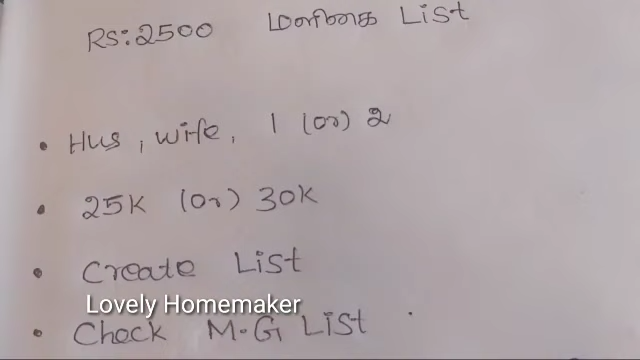 RS:2500 மளிகை List
• Hus, wife, 1 (or) 2
• 25K (or) 30K
• Create List
Lovely Homemaker
• Check M.G List